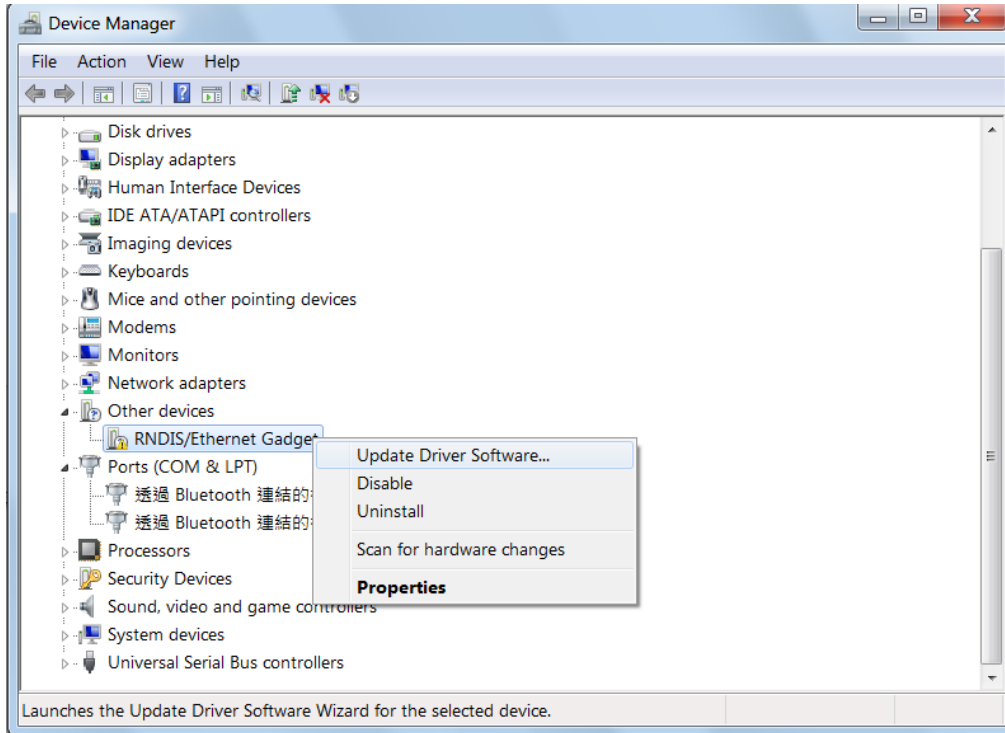 Device Manager
File Action View Help
Disk drives
Display adapters
Human Interface Devices
IDE ATA/ATAPI controllers
Imaging devices
Keyboards
Mice and other pointing devices
Modems
Monitors
Network adapters
Other devices
RNDIS/Ethernet Gadget
Update Driver Software...
Disable
Uninstall
Scan for hardware changes
Properties
Ports (COM & LPT)
透過 Bluetooth 連結的
透過 Bluetooth 連結的
Processors
Security Devices
Sound, video and game controllers
System devices
Universal Serial Bus controllers
Launches the Update Driver Software Wizard for the selected device.